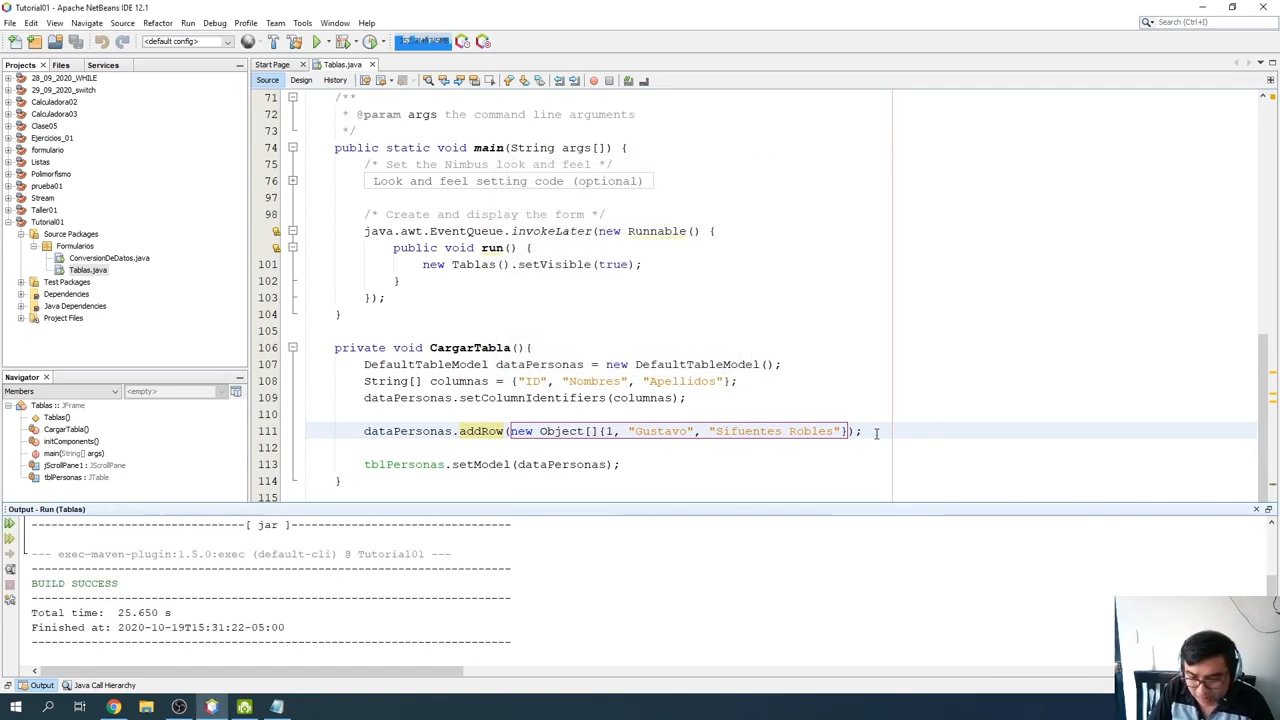 Tutorial01 - Apache NetBeans IDE 12.1
File Edit View Navigate Source Refactor Run Debug Profile Team Tools Window Help
Search (Ctrl+I)
<default config>
Projects Files Services
Start Page Tablas.java
Source Design History
28_09_2020_WHILE
29_09_2020_switch
Calculadora02
Calculadora03
Clase05
Ejercicios_01
formulario
Listas
Polimorfismo
prueba01
Stream
Taller01
Tutorial01
Source Packages
Formularios
ConversionDeDatos.java
Tablas.java
Test Packages
Dependencies
Java Dependencies
Project Files
Navigator
Members <empty>
Tablas :: JFrame
Tablas()
CargarTabla()
initComponents()
main(String[] args)
jScrollPane1 : JScrollPane
tblPersonas : JTable
71 /**
72 * @param args the command line arguments
73 */
74 public static void main(String args[]) {
75 /* Set the Nimbus look and feel */
76 Look and feel setting code (optional)
97
98 /* Create and display the form */
java.awt.EventQueue.invokeLater(new Runnable() {
public void run() {
101 new Tablas().setVisible(true);
102 }
103 });
104 }
105
106 private void CargarTabla(){
107 DefaultTableModel dataPersonas = new DefaultTableModel();
108 String[] columnas = {"ID", "Nombres", "Apellidos"};
109 dataPersonas.setColumnIdentifiers(columnas);
110
111 dataPersonas.addRow(new Object[]{1, "Gustavo", "Sifuentes Robles"});
112
113 tblPersonas.setModel(dataPersonas);
114 }
115
Output - Run (Tablas)
--------------------------------[ jar ]---------------------------------
--- exec-maven-plugin:1.5.0:exec (default-cli) @ Tutorial01 ---
------------------------------------------------------------------------
BUILD SUCCESS
------------------------------------------------------------------------
Total time:  25.650 s
Finished at: 2020-10-19T15:31:22-05:00
------------------------------------------------------------------------
Output Java Call Hierarchy